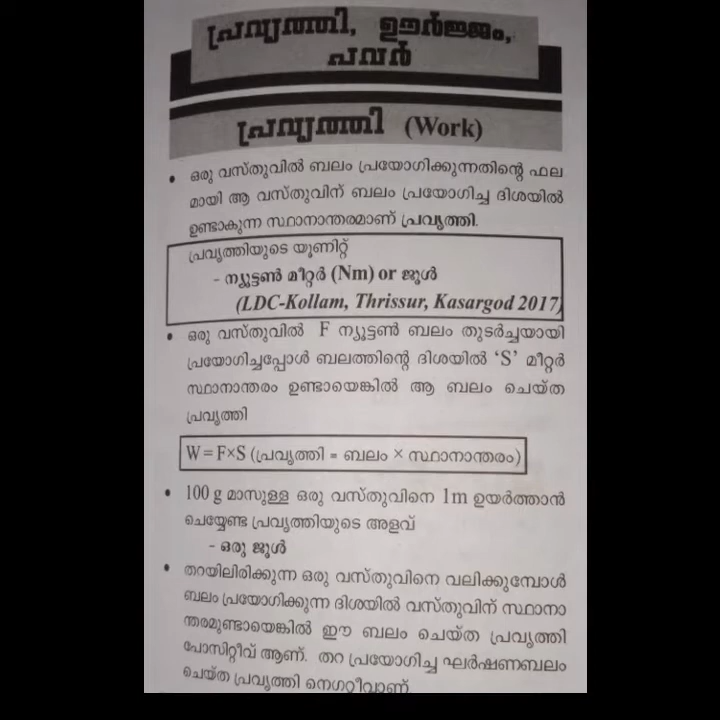 പ്രവൃത്തി, ഊർജ്ജം,
പവർ
പ്രവൃത്തി (Work)
• ഒരു വസ്തുവിൽ ബലം പ്രയോഗിക്കുന്നതിന്റെ ഫല
മായി ആ വസ്തുവിന് ബലം പ്രയോഗിച്ച ദിശയിൽ
ഉണ്ടാകുന്ന സ്ഥാനാന്തരമാണ് പ്രവൃത്തി.
പ്രവൃത്തിയുടെ യൂണിറ്റ്
- ന്യൂട്ടൺ മീറ്റർ (Nm) or ജൂൾ
(LDC-Kollam, Thrissur, Kasargod 2017)
• ഒരു വസ്തുവിൽ F ന്യൂട്ടൺ ബലം തുടർച്ചയായി
പ്രയോഗിച്ചപ്പോൾ ബലത്തിന്റെ ദിശയിൽ ‘S’ മീറ്റർ
സ്ഥാനാന്തരം ഉണ്ടായെങ്കിൽ ആ ബലം ചെയ്ത
പ്രവൃത്തി
W = F×S (പ്രവൃത്തി = ബലം × സ്ഥാനാന്തരം)
• 100 g മാസുള്ള ഒരു വസ്തുവിനെ 1m ഉയർത്താൻ
ചെയ്യേണ്ട പ്രവൃത്തിയുടെ അളവ്
- ഒരു ജൂൾ
• തറയിലിരിക്കുന്ന ഒരു വസ്തുവിനെ വലിക്കുമ്പോൾ
ബലം പ്രയോഗിക്കുന്ന ദിശയിൽ വസ്തുവിന് സ്ഥാനാ
ന്തരമുണ്ടായെങ്കിൽ ഈ ബലം ചെയ്ത പ്രവൃത്തി
പോസിറ്റീവ് ആണ്. തറ പ്രയോഗിച്ച ഘർഷണബലം
ചെയ്ത പ്രവൃത്തി നെഗറ്റീവാണ്